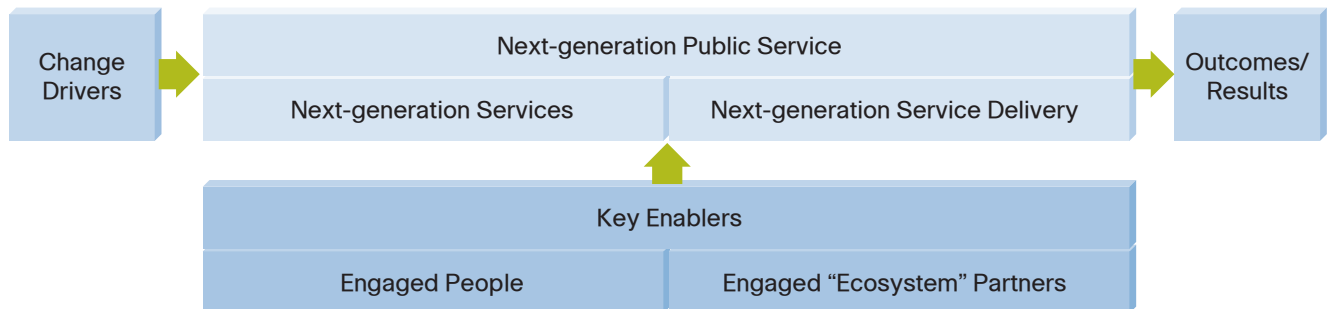 Change
Drivers
Next-generation Public Service
Next-generation Services
Next-generation Service Delivery
Outcomes/
Results
Key Enablers
Engaged People
Engaged “Ecosystem” Partners